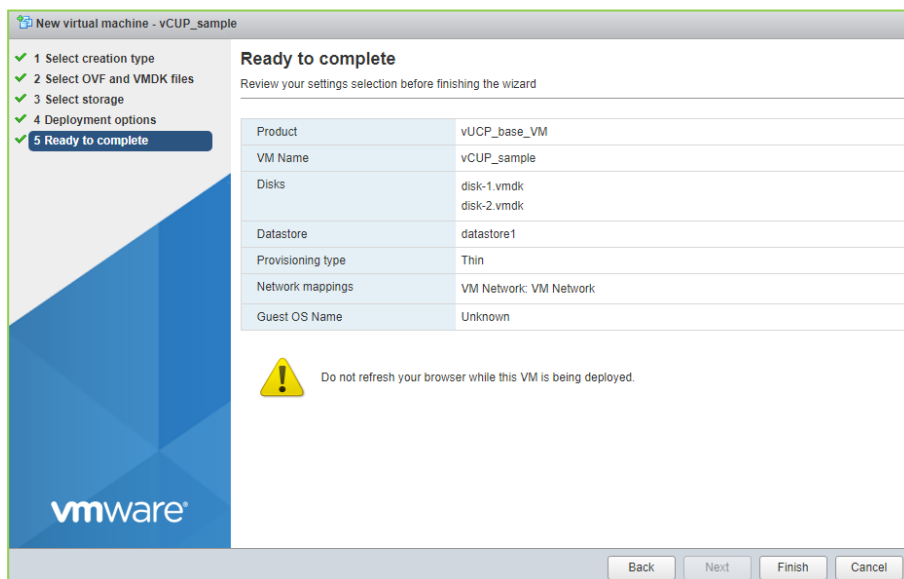 New virtual machine - vCUP_sample
1 Select creation type
2 Select OVF and VMDK files
3 Select storage
4 Deployment options
5 Ready to complete
vmware®
Ready to complete
Review your settings selection before finishing the wizard
Product vUCP_base_VM
VM Name vCUP_sample
Disks disk-1.vmdk
disk-2.vmdk
Datastore datastore1
Provisioning type Thin
Network mappings VM Network: VM Network
Guest OS Name Unknown
Do not refresh your browser while this VM is being deployed.
Back Next Finish Cancel